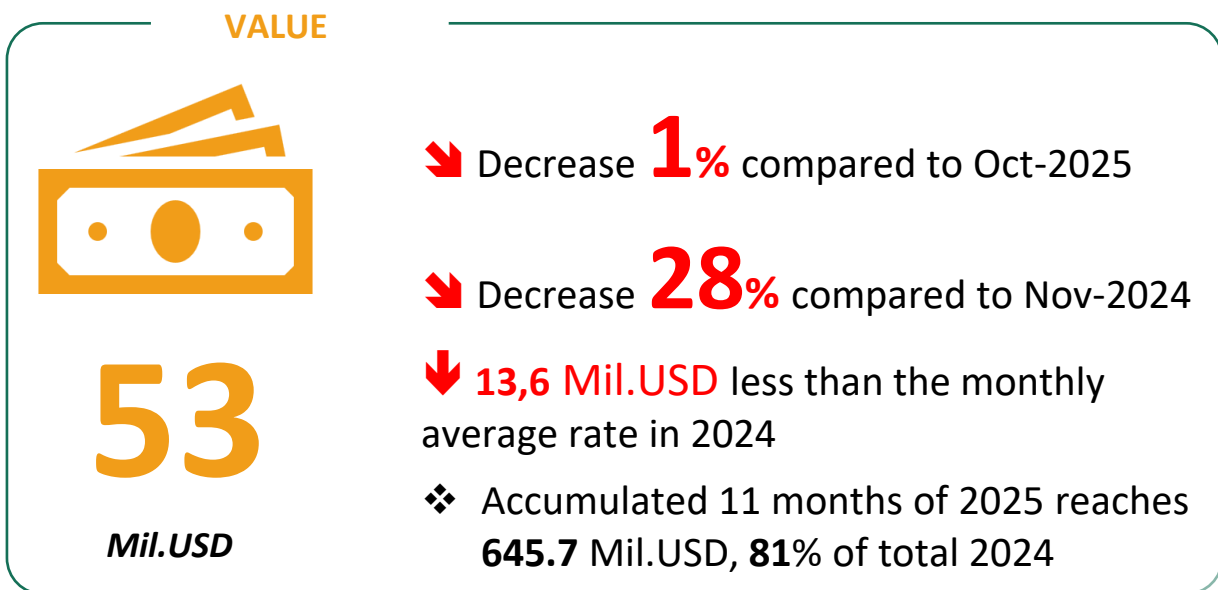 VALUE
53
Mil.USD
Decrease 1% compared to Oct-2025
Decrease 28% compared to Nov-2024
13,6 Mil.USD less than the monthly
average rate in 2024
❖ Accumulated 11 months of 2025 reaches
645.7 Mil.USD, 81% of total 2024